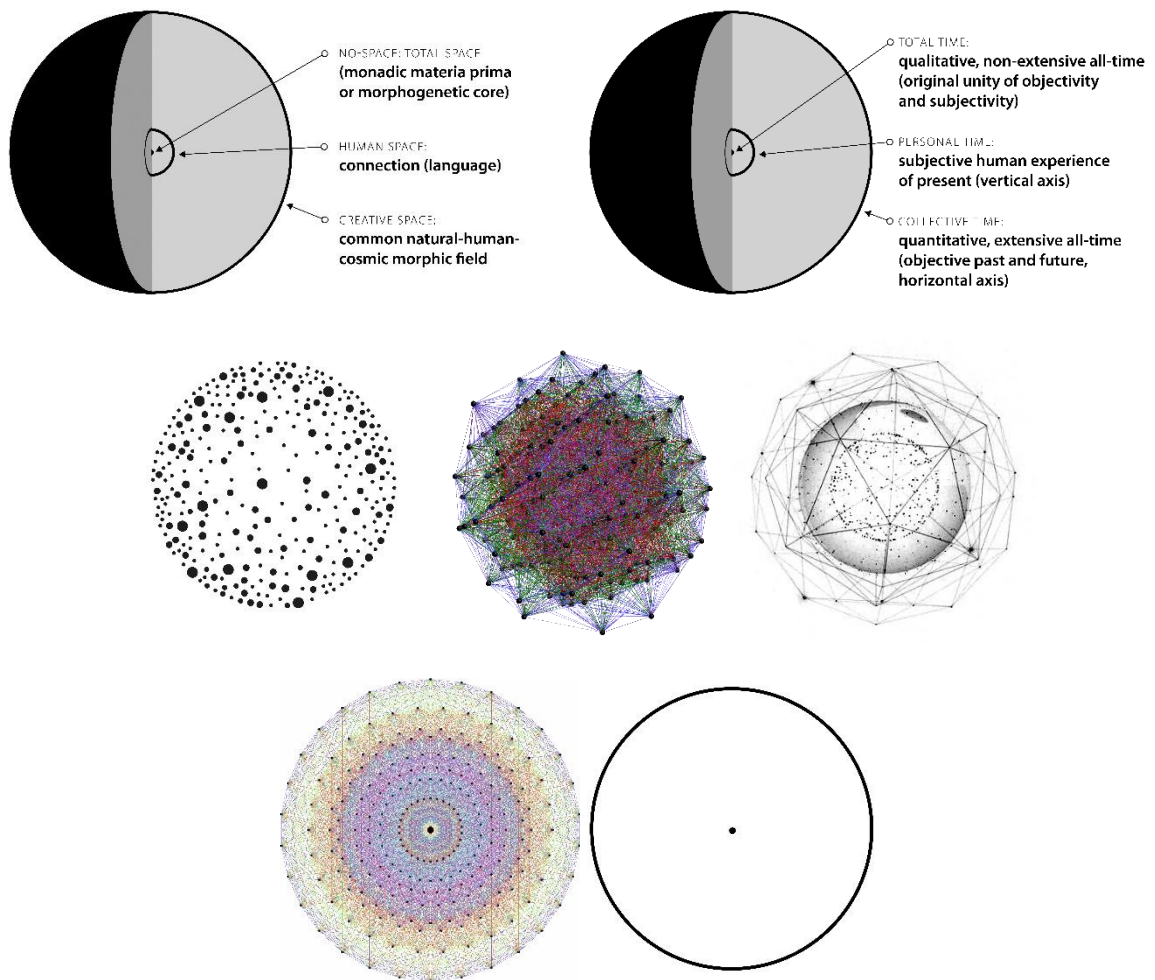 NO-SPACE: TOTAL SPACE
(monadic materia prima
or morphogenetic core)
HUMAN SPACE:
connection (language)
CREATIVE SPACE:
common natural-human-
cosmic morphic field
TOTAL TIME:
qualitative, non-extensive all-time
(original unity of objectivity
and subjectivity)
PERSONAL TIME:
subjective human experience
of present (vertical axis)
COLLECTIVE TIME:
quantitative, extensive all-time
(objective past and future,
horizontal axis)